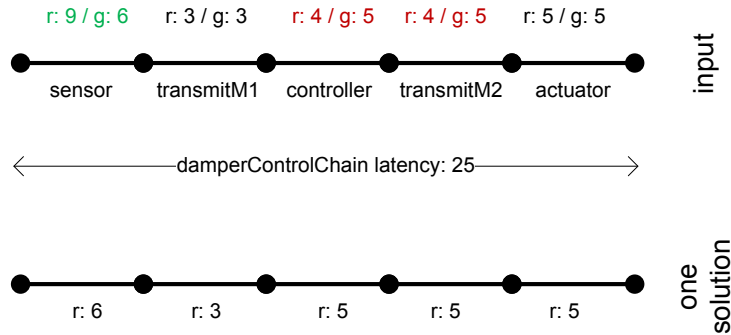 r: 9 / g: 6 r: 3 / g: 3 r: 4 / g: 5 r: 4 / g: 5 r: 5 / g: 5
sensor transmitM1 controller transmitM2 actuator
input
damperControlChain latency: 25
r: 6 r: 3 r: 5 r: 5 r: 5
one
solution